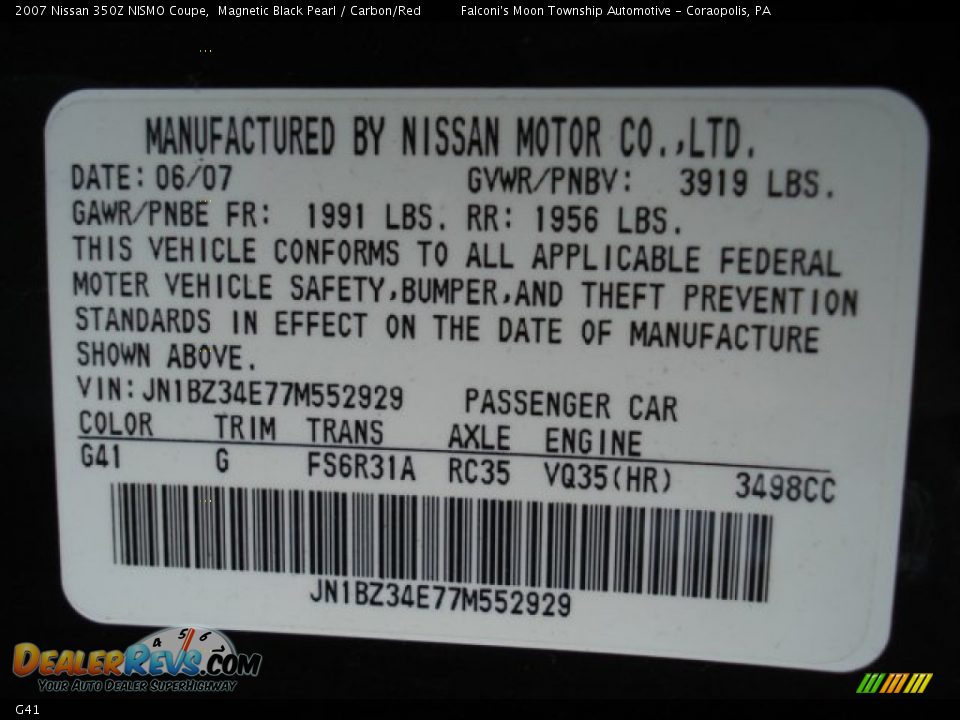 2007 Nissan 350Z NISMO Coupe, Magnetic Black Pearl / Carbon/Red Falconi's Moon Township Automotive - Coraopolis, PA
MANUFACTURED BY NISSAN MOTOR CO.,LTD.
DATE: 06/07 GVWR/PNBV: 3919 LBS.
GAWR/PNBE FR: 1991 LBS. RR: 1956 LBS.
THIS VEHICLE CONFORMS TO ALL APPLICABLE FEDERAL
MOTER VEHICLE SAFETY,BUMPER,AND THEFT PREVENTION
STANDARDS IN EFFECT ON THE DATE OF MANUFACTURE
SHOWN ABOVE.
VIN:JN1BZ34E77M552929 PASSENGER CAR
COLOR TRIM TRANS AXLE ENGINE
G41 G FS6R31A RC35 VQ35(HR) 3498CC
JN1BZ34E77M552929
4 5 6
DEALERREVS.COM
YOUR AUTO DEALER SUPERHIGHWAY
G41